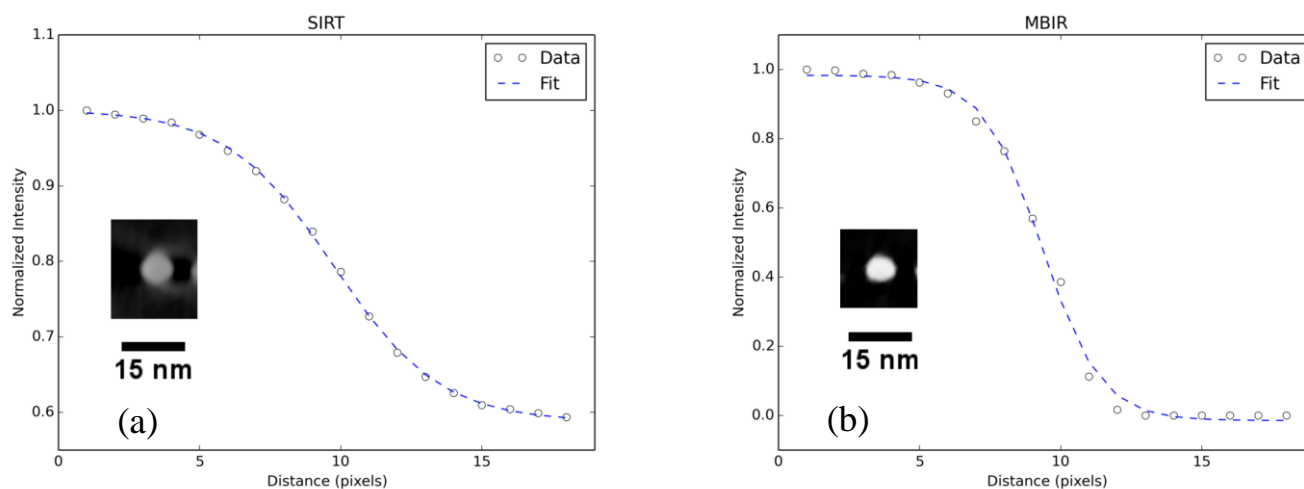 SIRT
1.1
1.0
0.9
0.8
0.7
0.6
Normalized Intensity
Data
Fit
15 nm
(a)
0 5 10 15
Distance (pixels)
MBIR
1.0
0.8
0.6
0.4
0.2
0.0
Normalized Intensity
Data
Fit
15 nm
(b)
0 5 10 15
Distance (pixels)